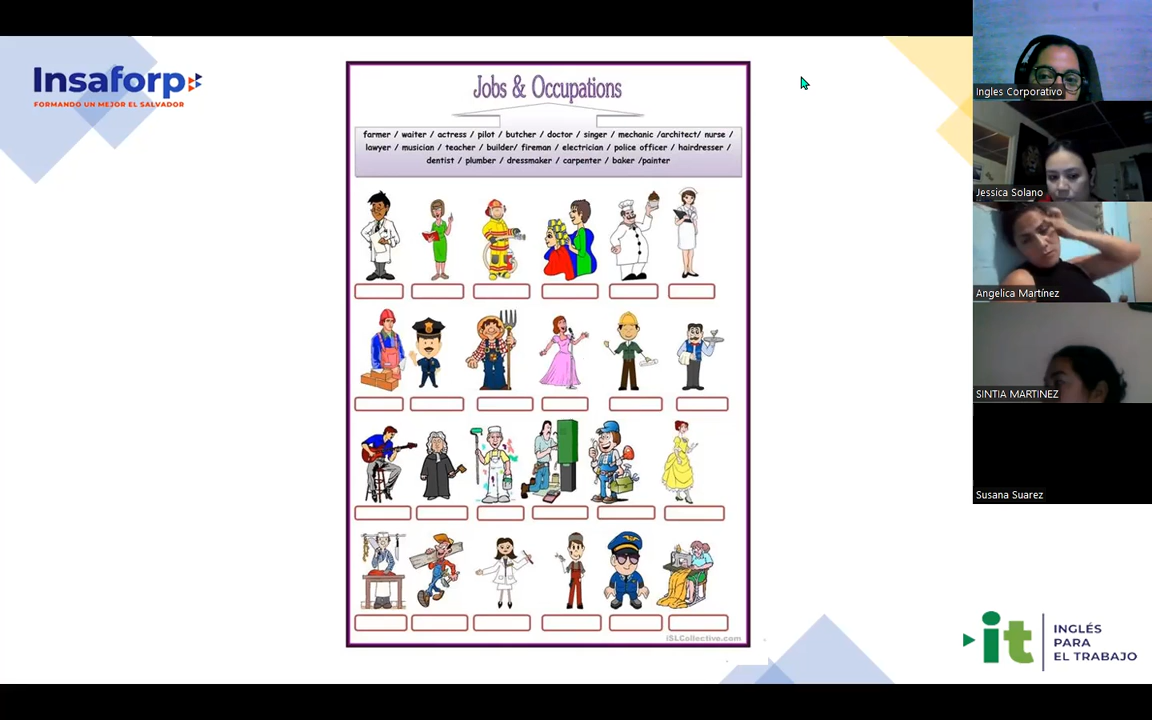 Insaforp
FORMANDO UN MEJOR EL SALVADOR
Jobs & Occupations
farmer / waiter / actress / pilot / butcher / doctor / singer / mechanic /architect/ nurse /
lawyer / musician / teacher / builder/ fireman / electrician / police officer / hairdresser /
dentist / plumber / dressmaker / carpenter / baker /painter
iSLCollective.com
Ingles Corporativo
Jessica Solano
Angelica Martínez
SINTIA MARTINEZ
Susana Suarez
it
INGLÉS
PARA
EL TRABAJO